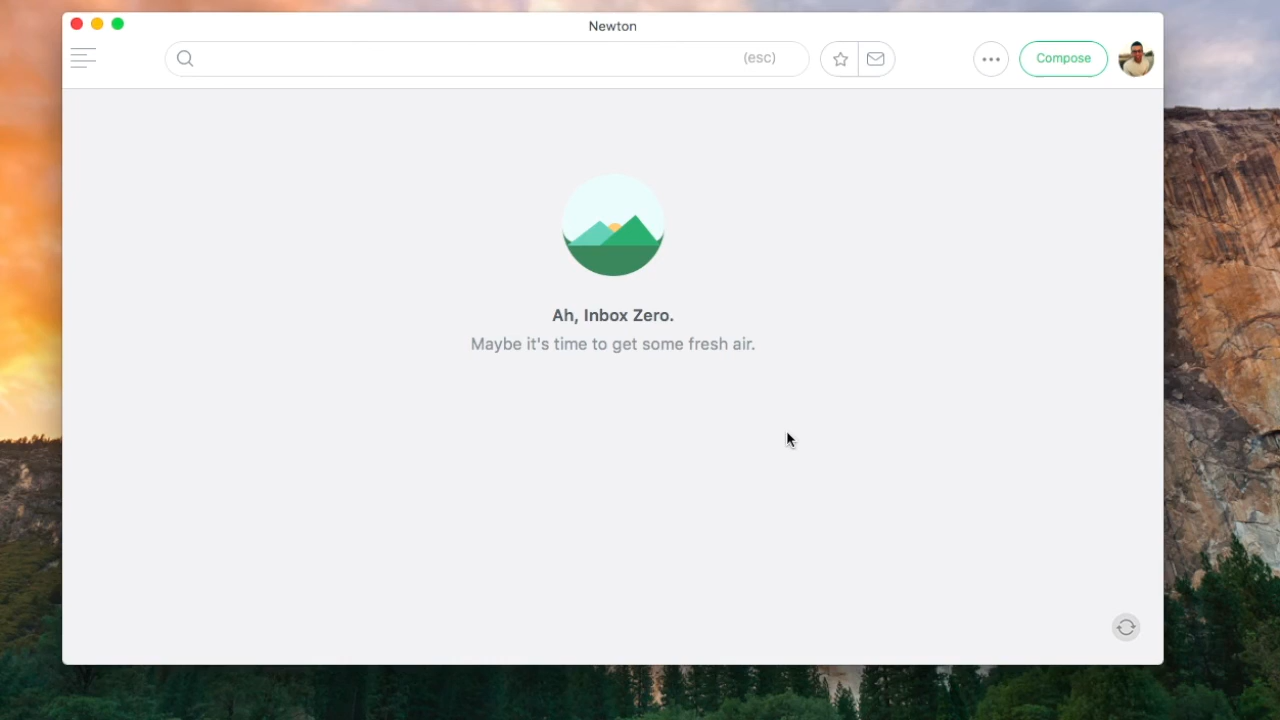 Newton
(esc)
Compose
Ah, Inbox Zero.
Maybe it's time to get some fresh air.